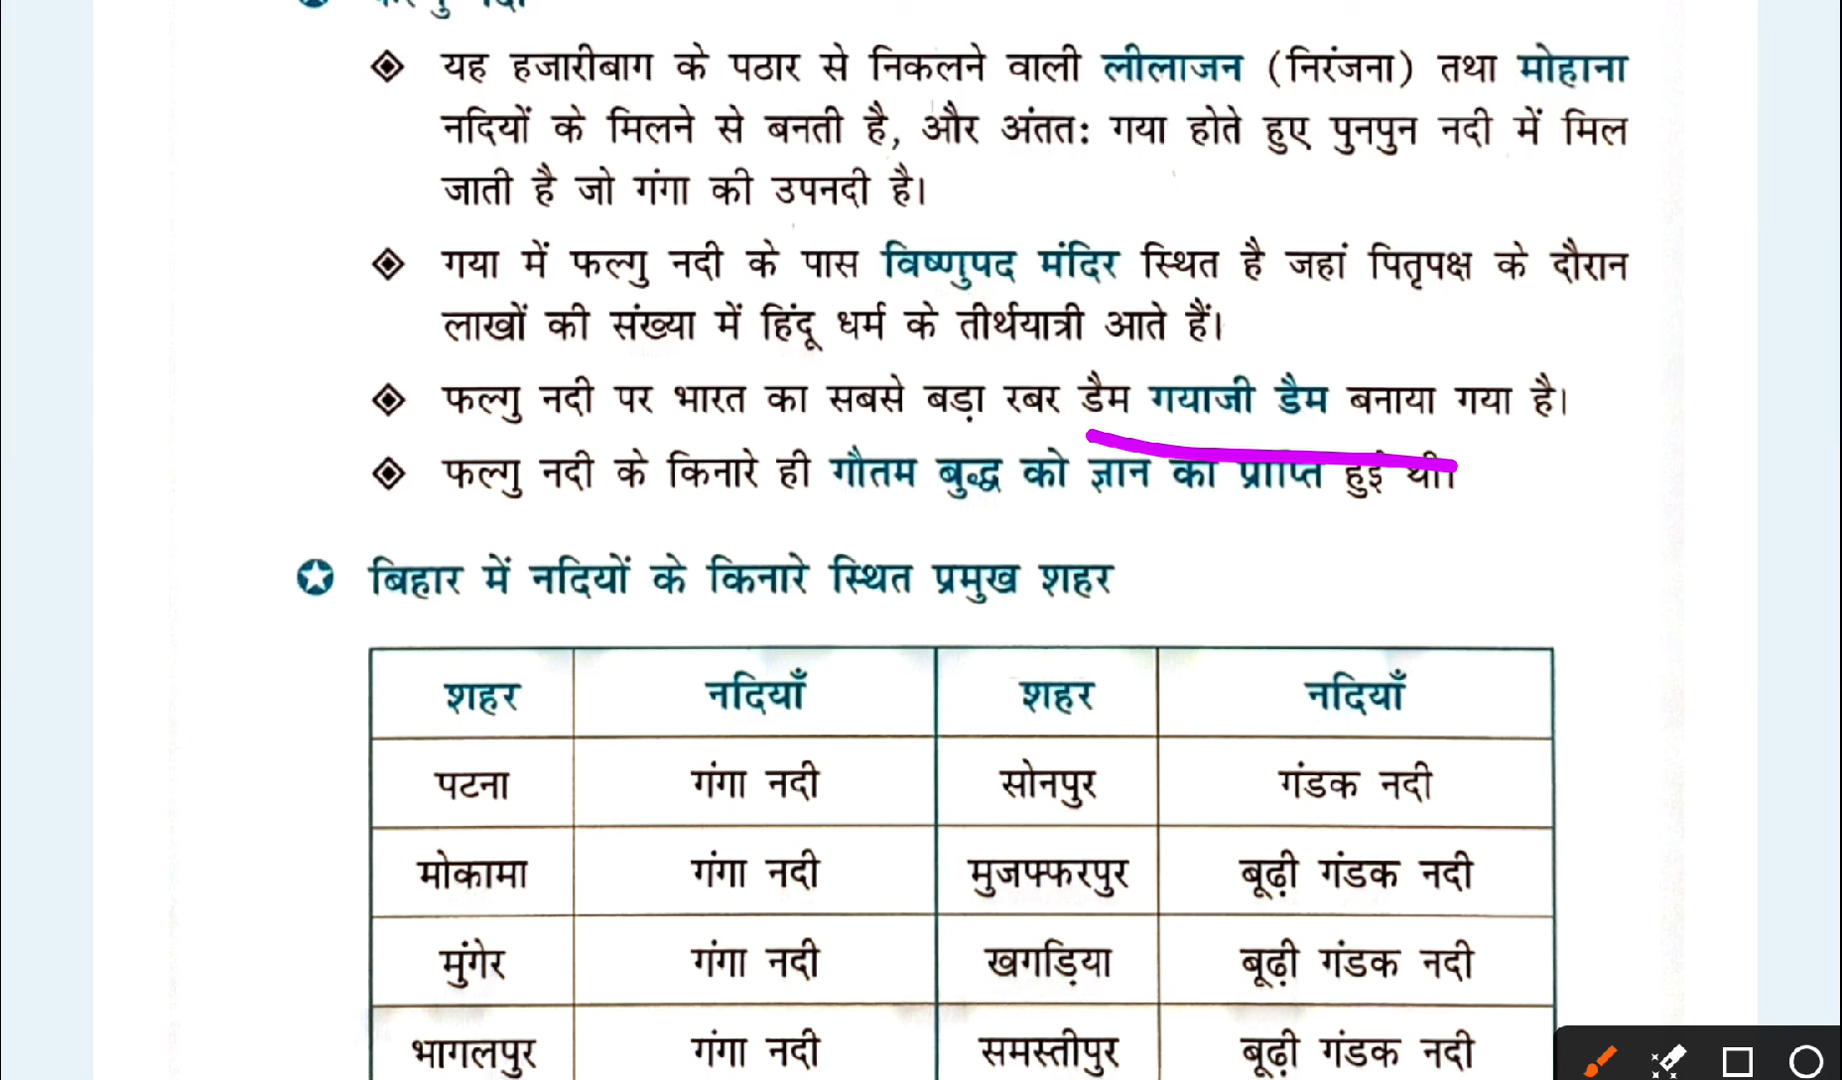 यह हजारीबाग के पठार से निकलने वाली लीलाजन (निरंजना) तथा मोहाना
नदियों के मिलने से बनती है, और अंततः गया होते हुए पुनपुन नदी में मिल
जाती है जो गंगा की उपनदी है।
गया में फल्गु नदी के पास विष्णुपद मंदिर स्थित है जहां पितृपक्ष के दौरान
लाखों की संख्या में हिंदू धर्म के तीर्थयात्री आते हैं।
फल्गु नदी पर भारत का सबसे बड़ा रबर डैम गयाजी डैम बनाया गया है।
फल्गु नदी के किनारे ही गौतम बुद्ध को ज्ञान की प्राप्ति हुई थी।
बिहार में नदियों के किनारे स्थित प्रमुख शहर
शहर नदियाँ शहर नदियाँ
पटना गंगा नदी सोनपुर गंडक नदी
मोकामा गंगा नदी मुजफ्फरपुर बूढ़ी गंडक नदी
मुंगेर गंगा नदी खगड़िया बूढ़ी गंडक नदी
भागलपुर गंगा नदी समस्तीपुर बूढ़ी गंडक नदी